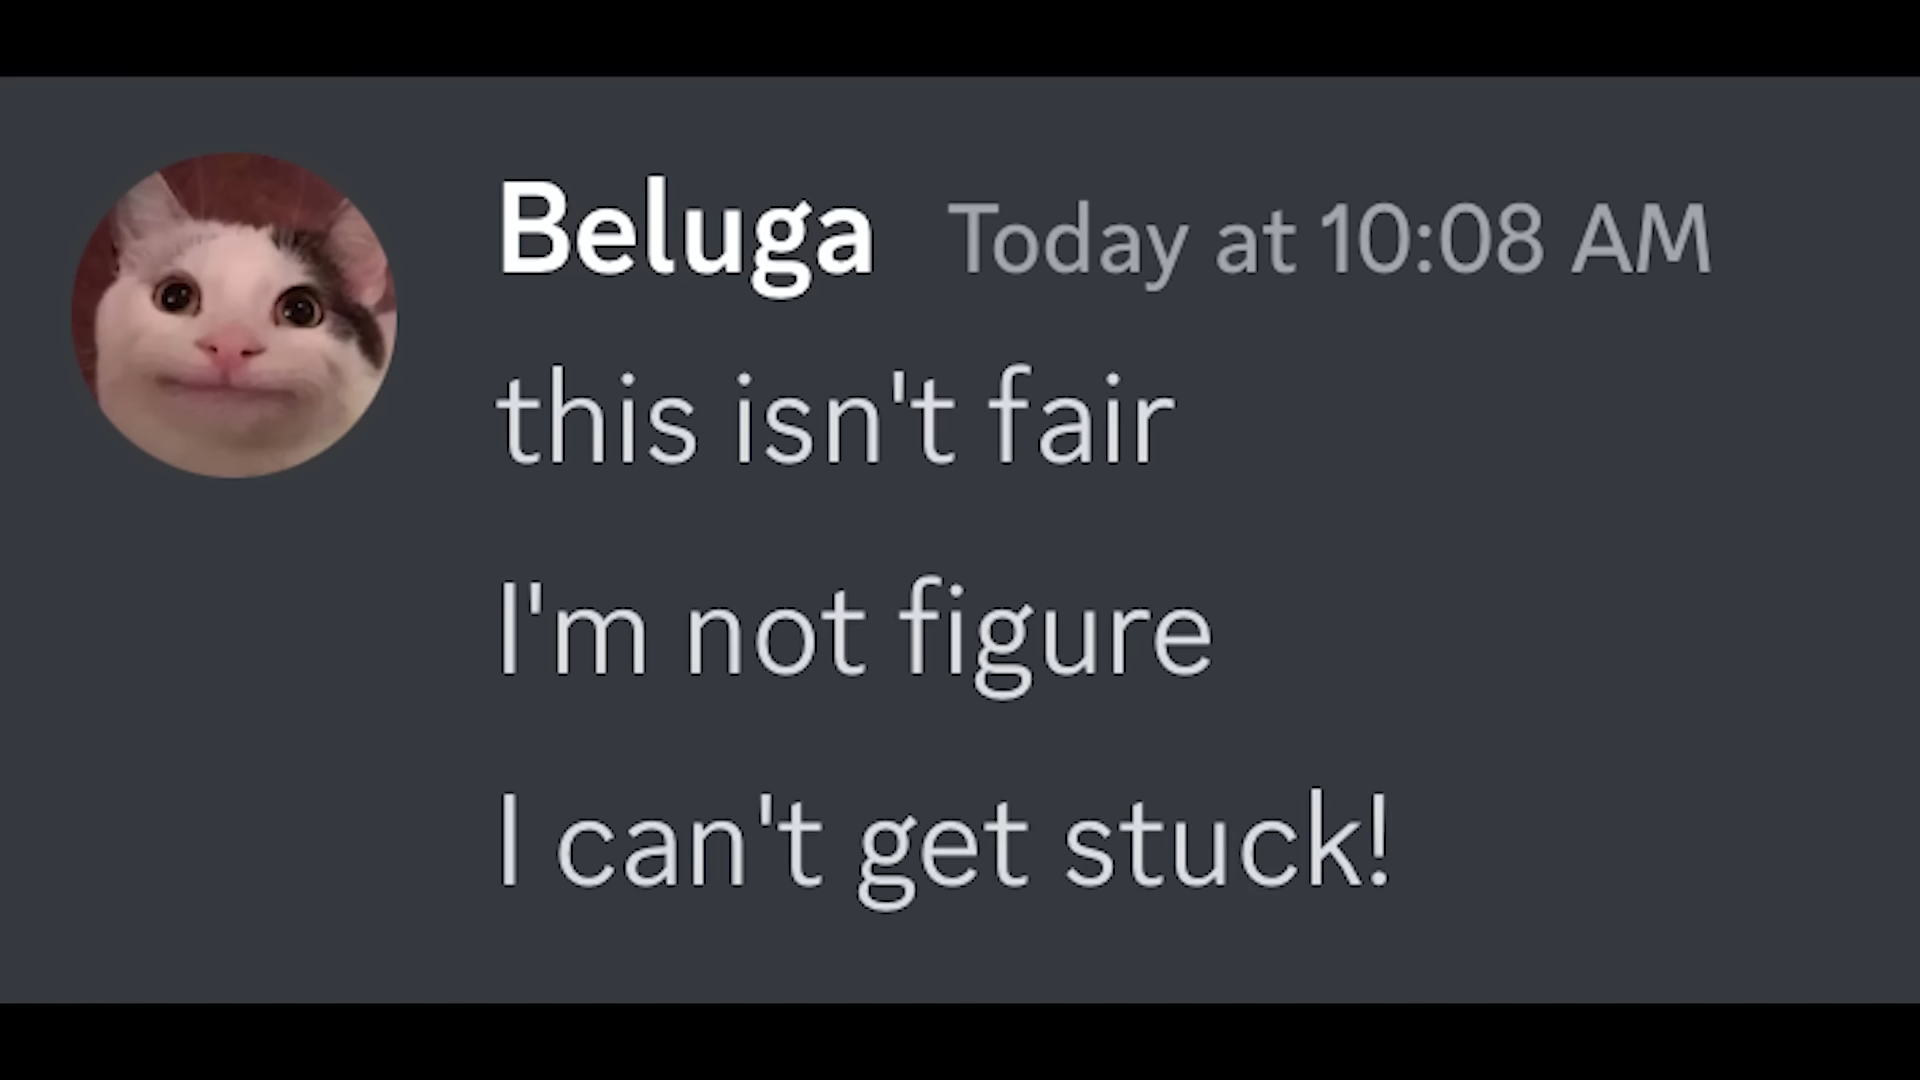 Beluga Today at 10:08 AM
this isn't fair
I'm not figure
I can't get stuck!